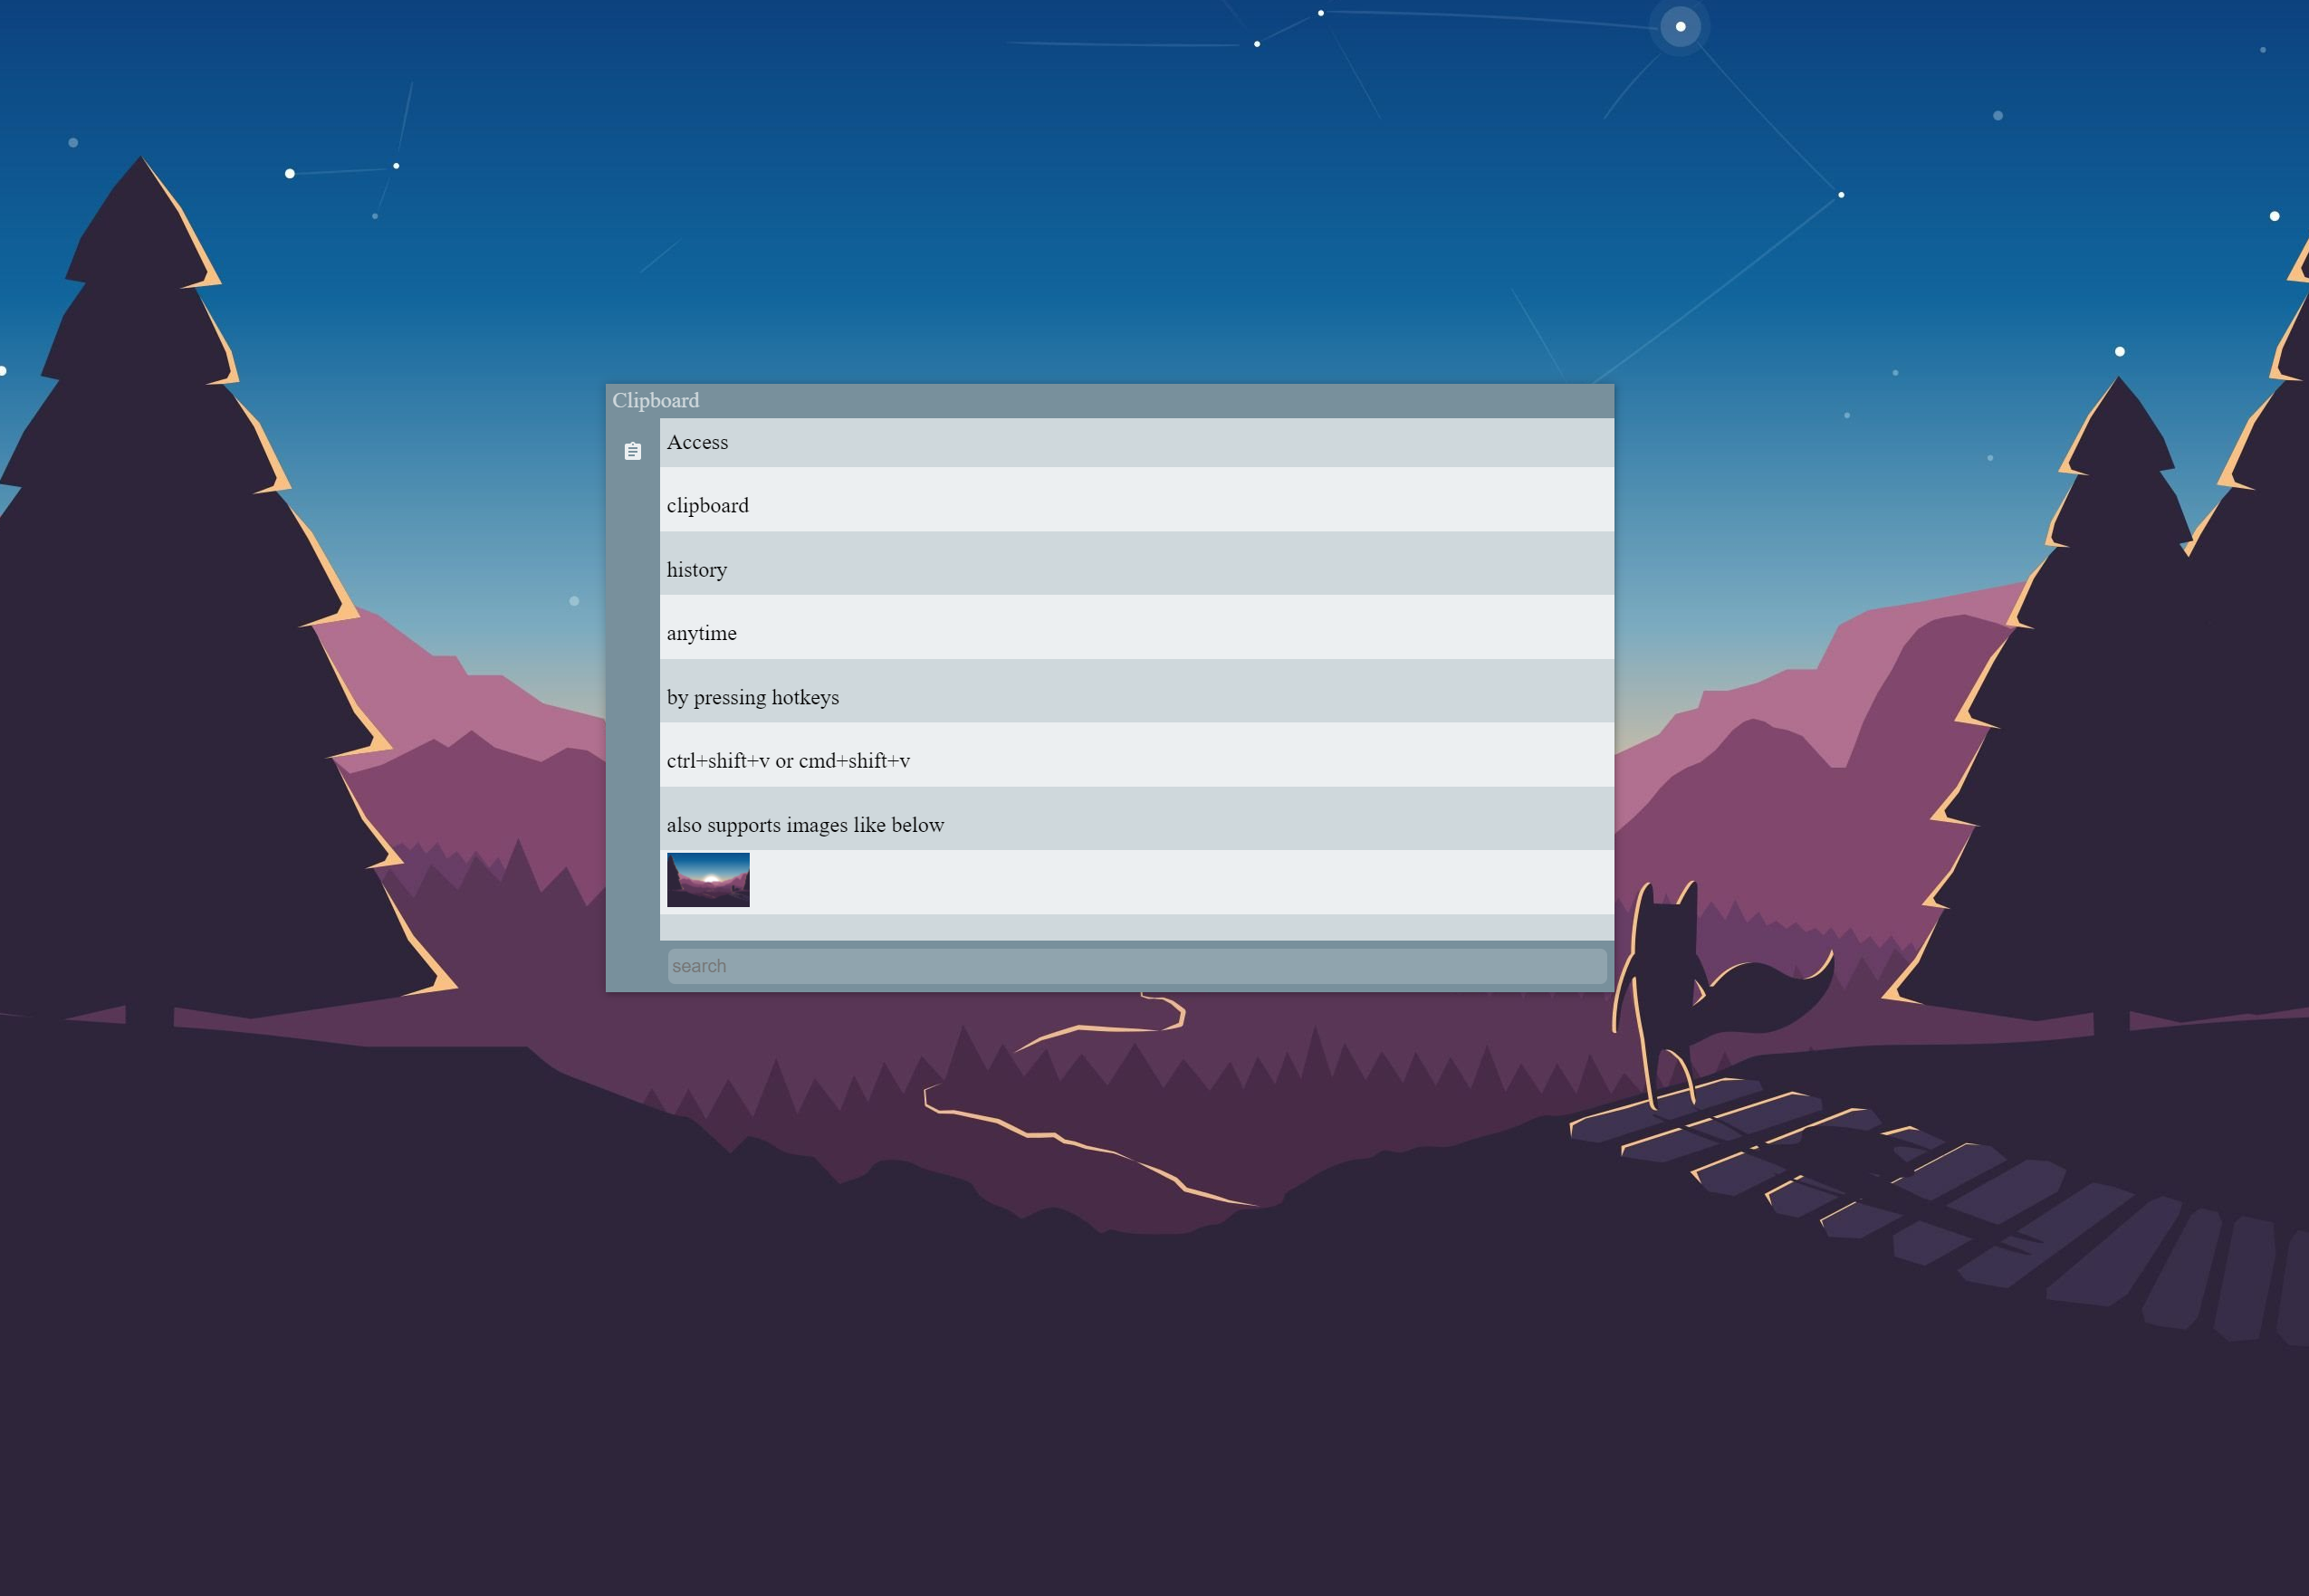 Clipboard
Access
clipboard
history
anytime
by pressing hotkeys
ctrl+shift+v or cmd+shift+v
also supports images like below
search